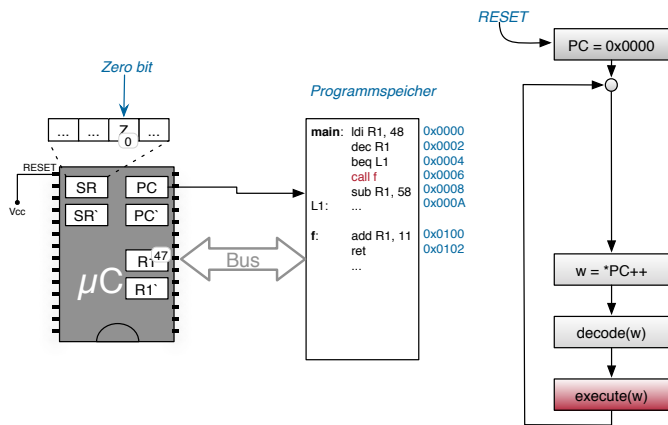 RESET
PC = 0x0000
Zero bit
Programmspeicher
... ... Z ...
0
main: ldi R1, 48 0x0000
dec R1 0x0002
beq L1 0x0004
call f 0x0006
sub R1, 58 0x0008
L1: ... 0x000A
f: add R1, 11 0x0100
ret 0x0102
...
RESET
Vcc
SR PC
SR` PC`
R1 47
R1`
µC
Bus
w = *PC++
decode(w)
execute(w)